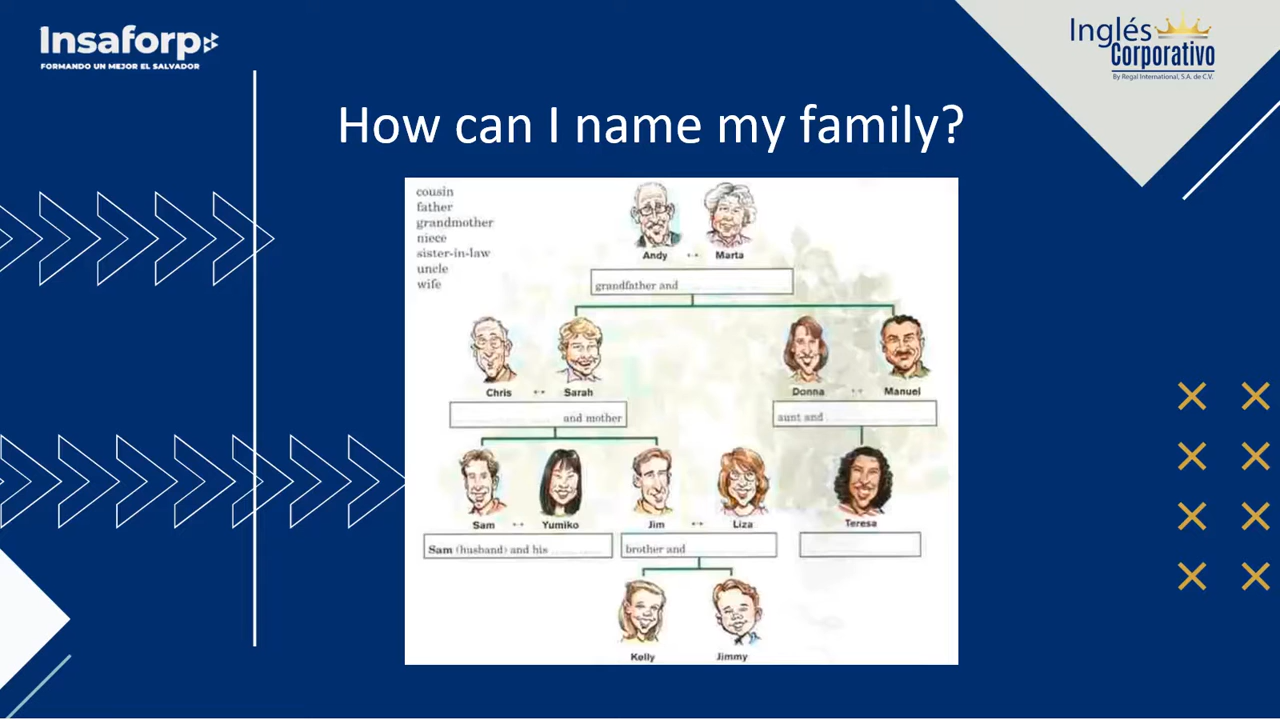 Insaforp
FORMANDO UN MEJOR EL SALVADOR
Inglés
Corporativo
By Regal International, S.A. de C.V.
How can I name my family?
cousin
father
grandmother
niece
sister-in-law
uncle
wife
Andy Marta
grandfather and
Chris Sarah
Donna Manuel
and mother
aunt and
Sam Yumiko
Jim Liza
Teresa
Sam (husband) and his
brother and
Kelly Jimmy